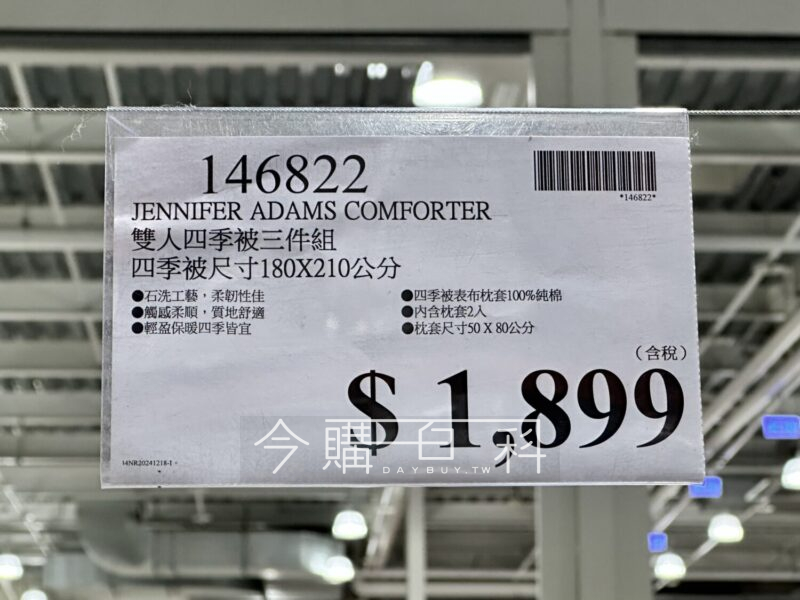 146822
*146822*
JENNIFER ADAMS COMFORTER
雙人四季被三件組
四季被尺寸180X210公分
●石洗工藝，柔韌性佳
●觸感柔順，質地舒適
●輕盈保暖四季皆宜
●四季被表布枕套100%純棉
●內含枕套2入
●枕套尺寸50 X 80公分
（含稅）
$ 1,899
今購百科
DAYBUY.TW
14NR20241218-1。